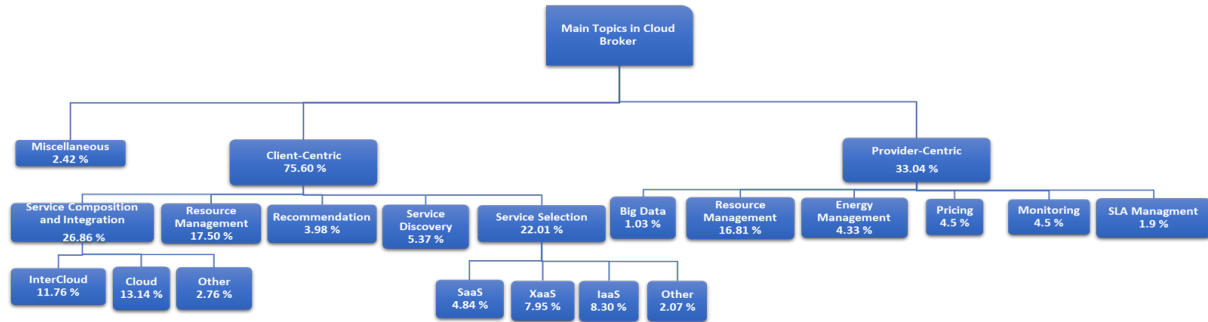 Main Topics in Cloud
Broker
Miscellaneous
2.42 %
Client-Centric
75.60 %
Provider-Centric
33.04 %
Service Composition
and Integration
26.86 %
Resource
Management
17.50 %
Recommendation
3.98 %
Service
Discovery
5.37 %
Service Selection
22.01 %
Big Data
1.03 %
Resource
Management
16.81 %
Energy
Management
4.33 %
Pricing
4.5 %
Monitoring
4.5 %
SLA Managment
1.9 %
InterCloud
11.76 %
Cloud
13.14 %
Other
2.76 %
SaaS
4.84 %
XaaS
7.95 %
IaaS
8.30 %
Other
2.07 %